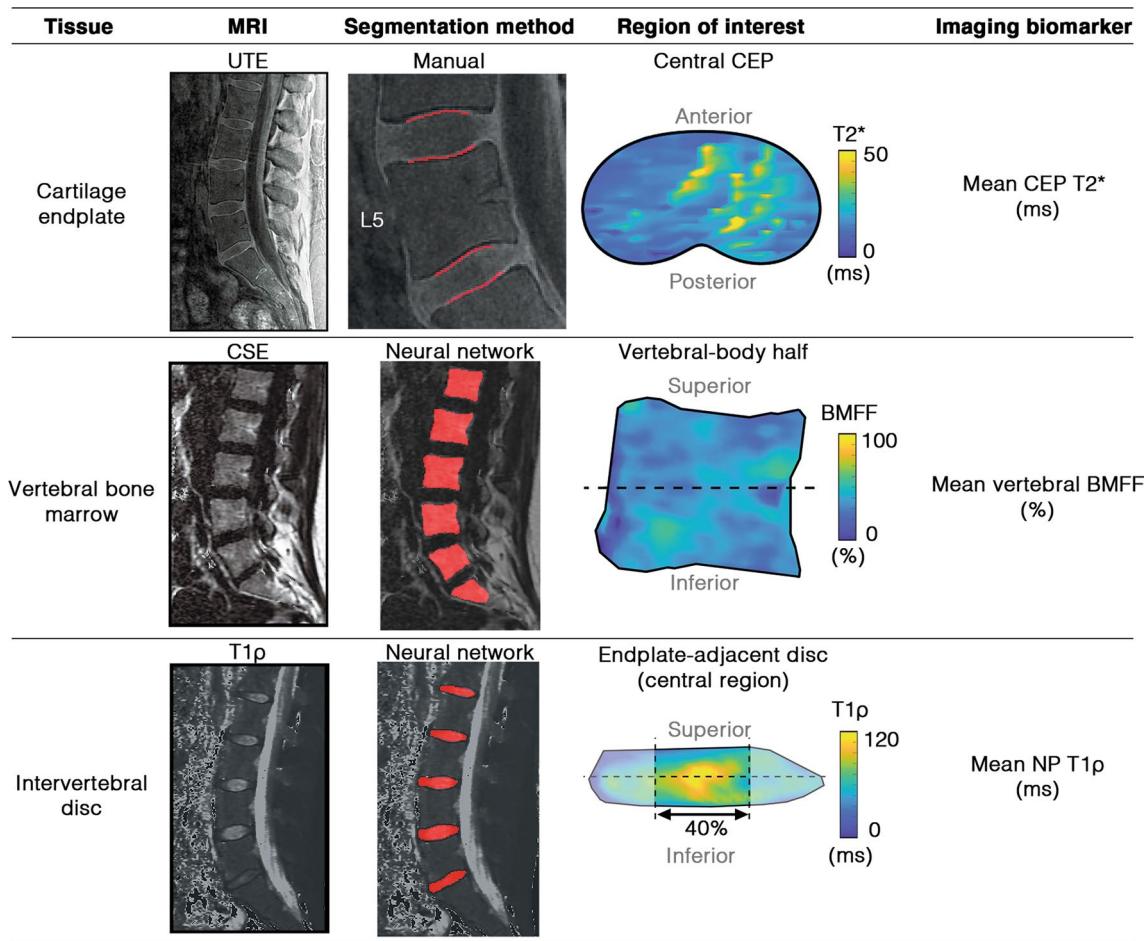 Tissue MRI Segmentation method Region of interest Imaging biomarker
UTE Manual Central CEP
Anterior
T2*
50
Cartilage
endplate
L5
Mean CEP T2*
(ms)
0
(ms)
Posterior
CSE Neural network Vertebral-body half
Superior
BMFF
100
Vertebral bone
marrow
Mean vertebral BMFF
(%)
0
(%)
Inferior
T1ρ Neural network Endplate-adjacent disc
(central region)
T1ρ
Superior
120
Intervertebral
disc
Mean NP T1ρ
(ms)
40%
0
(ms)
Inferior